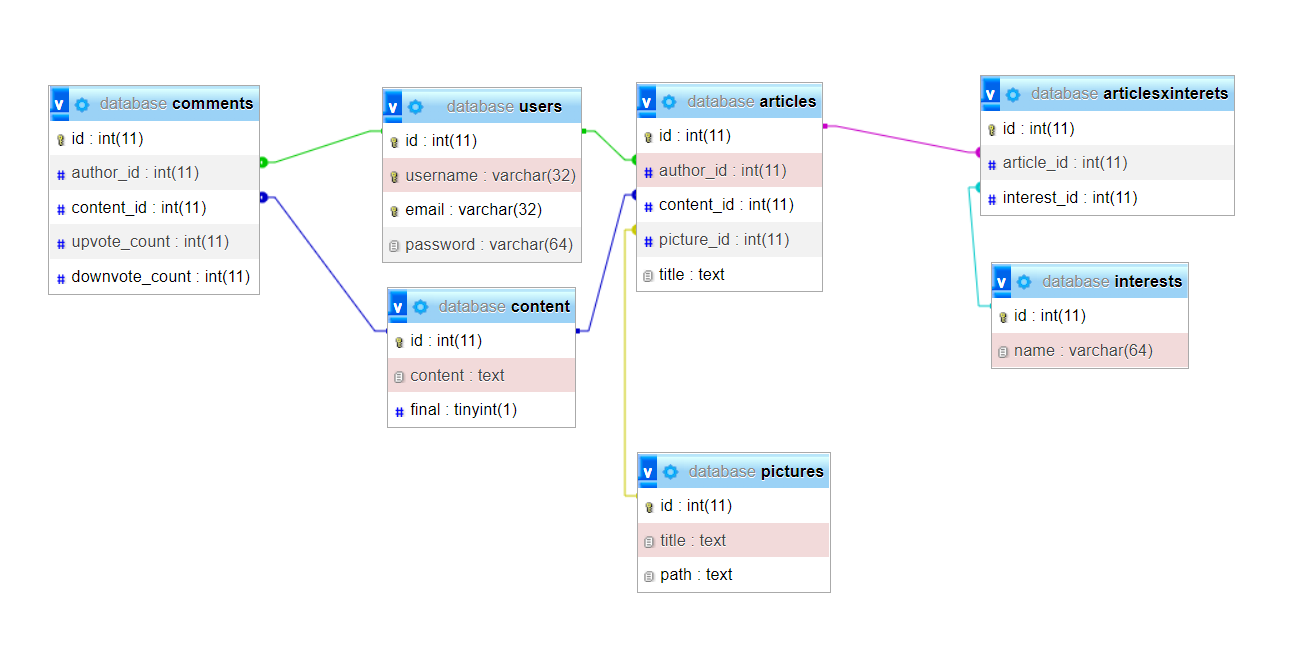 v database comments
id : int(11)
author_id : int(11)
content_id : int(11)
upvote_count : int(11)
downvote_count : int(11)
v database users
id : int(11)
username : varchar(32)
email : varchar(32)
password : varchar(64)
v database content
id : int(11)
content : text
final : tinyint(1)
v database articles
id : int(11)
author_id : int(11)
content_id : int(11)
picture_id : int(11)
title : text
v database pictures
id : int(11)
title : text
path : text
v database articlesxinterets
id : int(11)
article_id : int(11)
interest_id : int(11)
v database interests
id : int(11)
name : varchar(64)